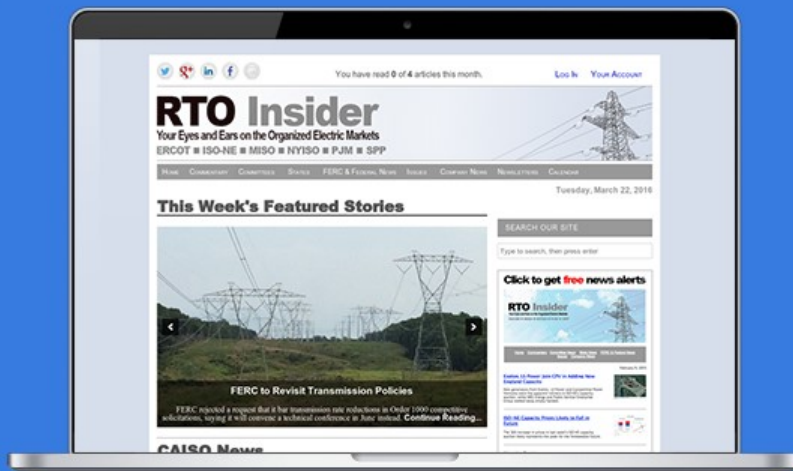 You have read 0 of 4 articles this month.
Log In Your Account
RTO Insider
Your Eyes and Ears on the Organized Electric Markets
ERCOT ■ ISO-NE ■ MISO ■ NYISO ■ PJM ■ SPP
Home Commentary Committees States FERC & Federal News Issues Company News Newsletters Calendar
Tuesday, March 22, 2016
This Week's Featured Stories
FERC to Revisit Transmission Policies
FERC rejected a request that it bar transmission rate reductions in Order 1000 competitive
solicitations, saying it will convene a technical conference in June instead. Continue Reading...
CAISO News
SEARCH OUR SITE
Type to search, then press enter
Click to get free news alerts
RTO Insider